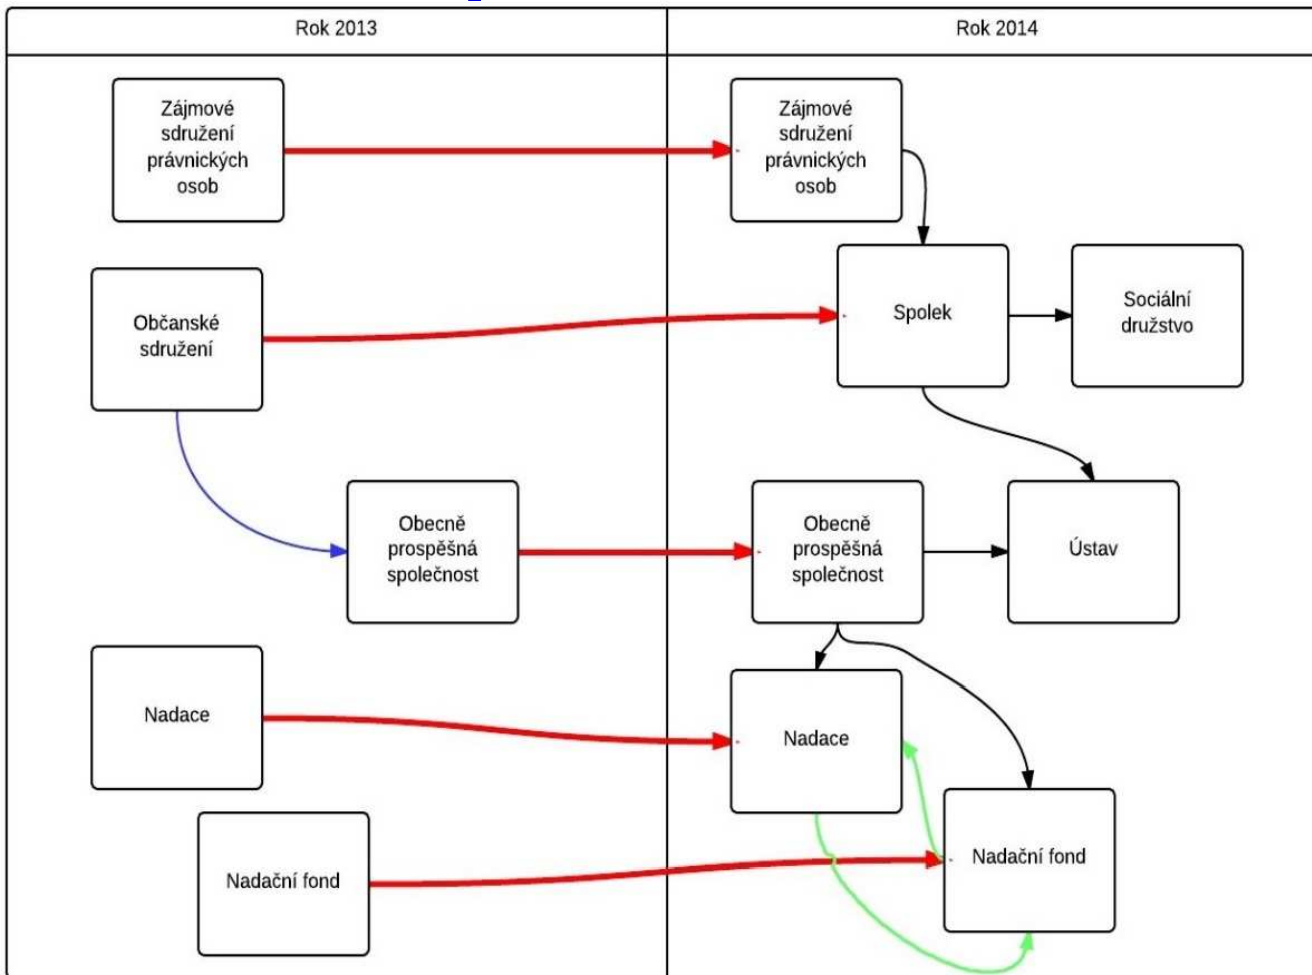 Rok 2013
Rok 2014
Zájmové
sdružení
právnických
osob
Zájmové
sdružení
právnických
osob
Občanské
sdružení
Spolek
Sociální
družstvo
Obecně
prospěšná
společnost
Obecně
prospěšná
společnost
Ústav
Nadace
Nadace
Nadační fond
Nadační fond